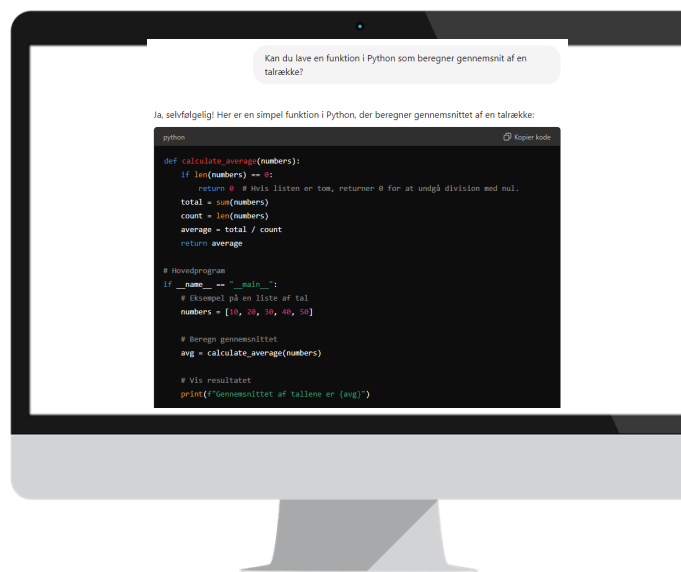 Kan du lave en funktion i Python som beregner gennemsnit af en
talrække?
Ja, selvfølgelig! Her er en simpel funktion i Python, der beregner gennemsnittet af en talrække:
python
Kopier kode
def calculate_average(numbers):
    if len(numbers) == 0:
        return 0  # Hvis listen er tom, returner 0 for at undgå division med nul.
    total = sum(numbers)
    count = len(numbers)
    average = total / count
    return average
# Hovedprogram
if __name__ == "__main__":
    # Eksempel på en liste af tal
    numbers = [10, 20, 30, 40, 50]
    # Beregn gennemsnittet
    avg = calculate_average(numbers)
    # Vis resultatet
    print(f"Gennemsnittet af tallene er {avg}")